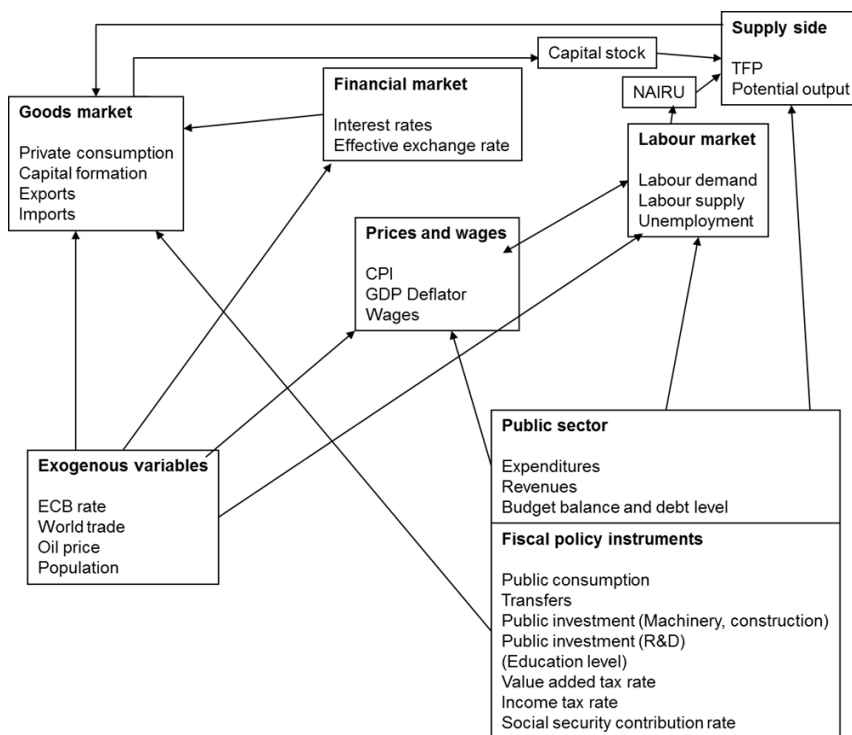 Supply side
TFP
Potential output
Capital stock
NAIRU
Financial market
Interest rates
Effective exchange rate
Goods market
Private consumption
Capital formation
Exports
Imports
Labour market
Labour demand
Labour supply
Unemployment
Prices and wages
CPI
GDP Deflator
Wages
Public sector
Expenditures
Revenues
Budget balance and debt level
Exogenous variables
ECB rate
World trade
Oil price
Population
Fiscal policy instruments
Public consumption
Transfers
Public investment (Machinery, construction)
Public investment (R&D)
(Education level)
Value added tax rate
Income tax rate
Social security contribution rate